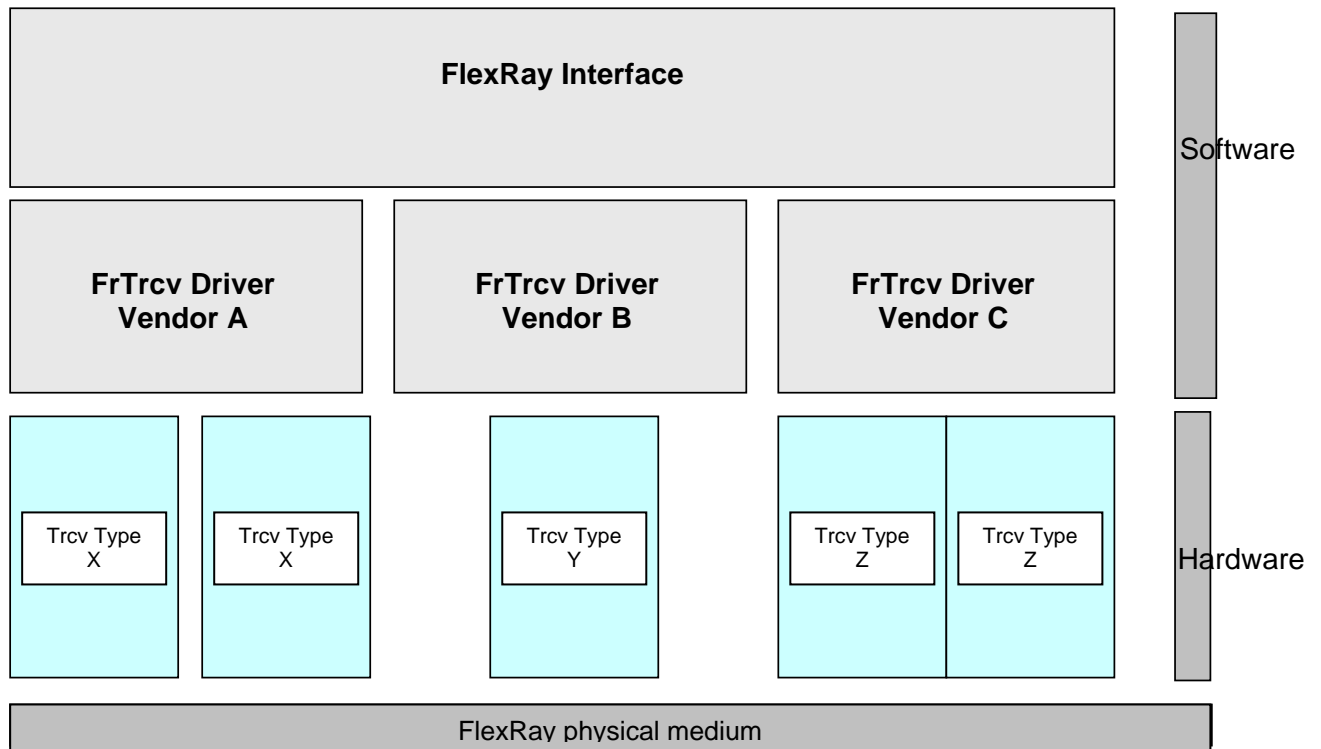 FlexRay Interface
Software
FrTrcv Driver
Vendor A
FrTrcv Driver
Vendor B
FrTrcv Driver
Vendor C
Trcv Type
X
Trcv Type
X
Trcv Type
Y
Trcv Type
Z
Trcv Type
Z
Hardware
FlexRay physical medium